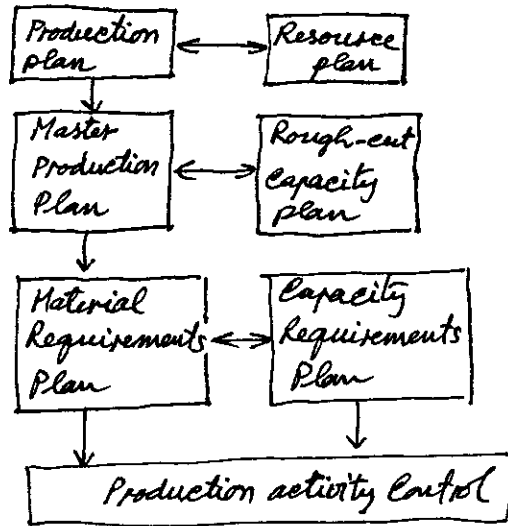 Production
plan
Resource
plan
Master
Production
Plan
Rough-cut
Capacity
plan
Material
Requirements
Plan
Capacity
Requirements
Plan
Production activity Control